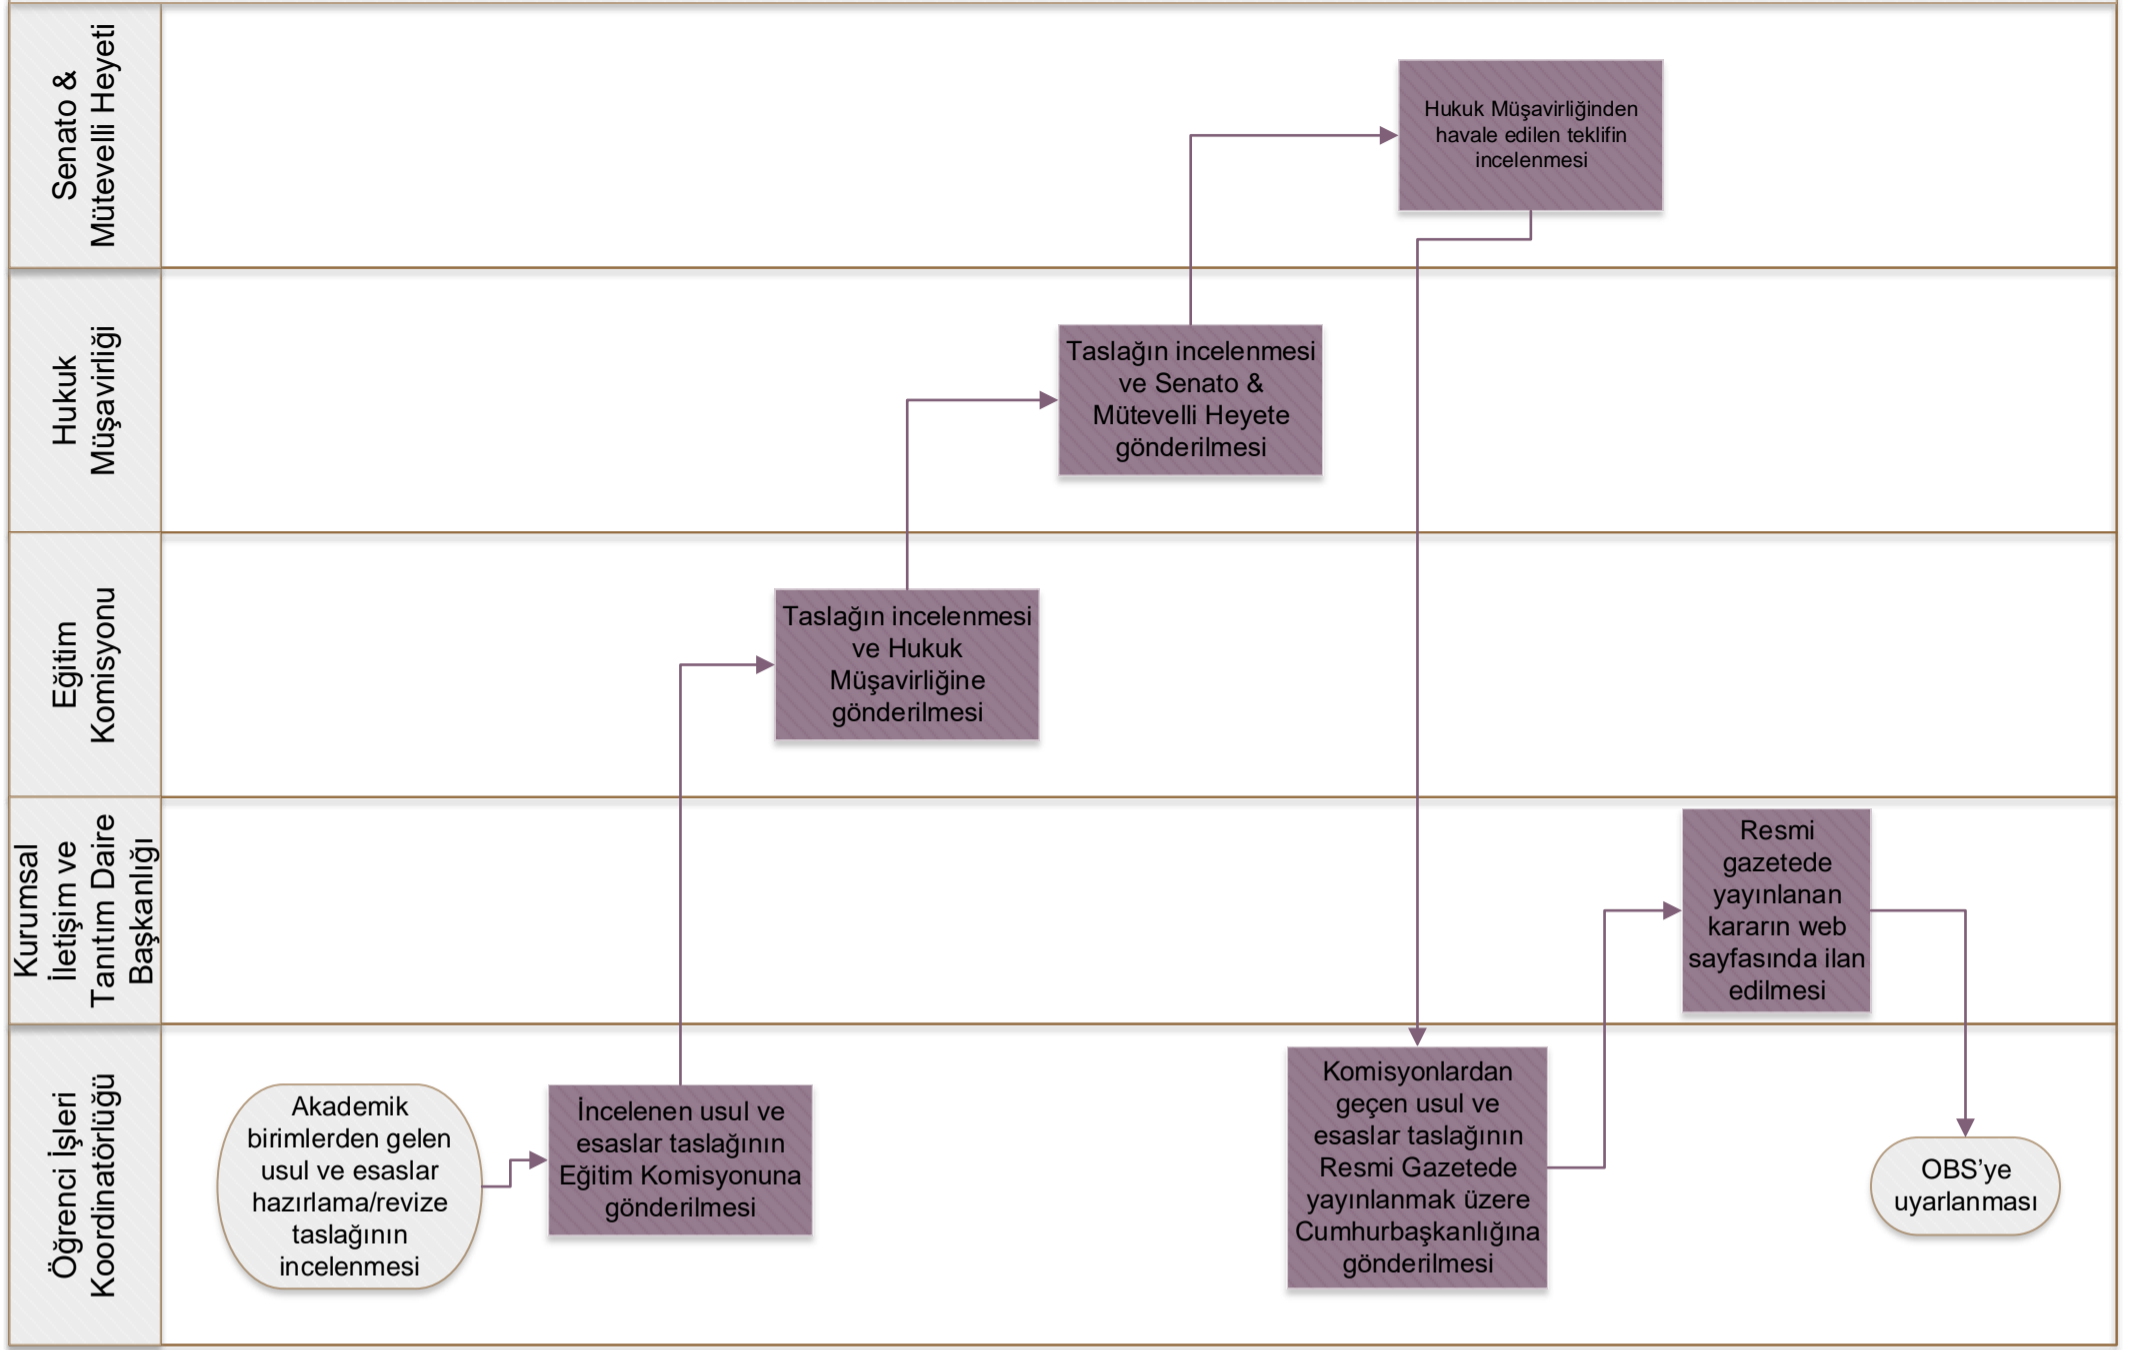 Senato &
Mütevelli Heyeti
Hukuk Müşavirliğinden
havale edilen teklifin
incelenmesi
Hukuk
Müşavirliği
Taslağın incelenmesi
ve Senato &
Mütevelli Heyete
gönderilmesi
Eğitim
Komisyonu
Taslağın incelenmesi
ve Hukuk
Müşavirliğine
gönderilmesi
Kurumsal
İletişim ve
Tanıtım Daire
Başkanlığı
Resmi
gazetede
yayınlanan
kararın web
sayfasında ilan
edilmesi
Öğrenci İşleri
Koordinatörlüğü
Akademik
birimlerden gelen
usul ve esaslar
hazırlama/revize
taslağının
incelenmesi
İncelenen usul ve
esaslar taslağının
Eğitim Komisyonuna
gönderilmesi
Komisyonlardan
geçen usul ve
esaslar taslağının
Resmi Gazetede
yayınlanmak üzere
Cumhurbaşkanlığına
gönderilmesi
OBS’ye
uyarlanması